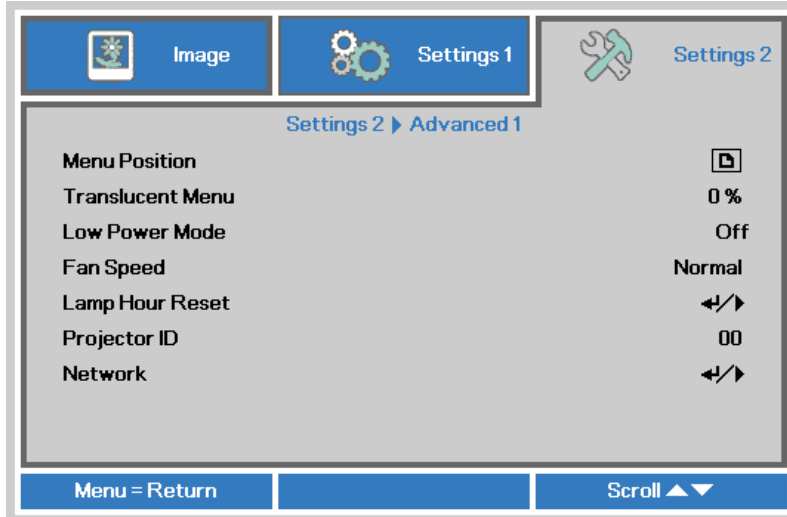 Image
Settings 1
Settings 2
Settings 2 Advanced 1
Menu Position
Translucent Menu 0 %
Low Power Mode Off
Fan Speed Normal
Lamp Hour Reset
Projector ID 00
Network
Menu = Return
Scroll